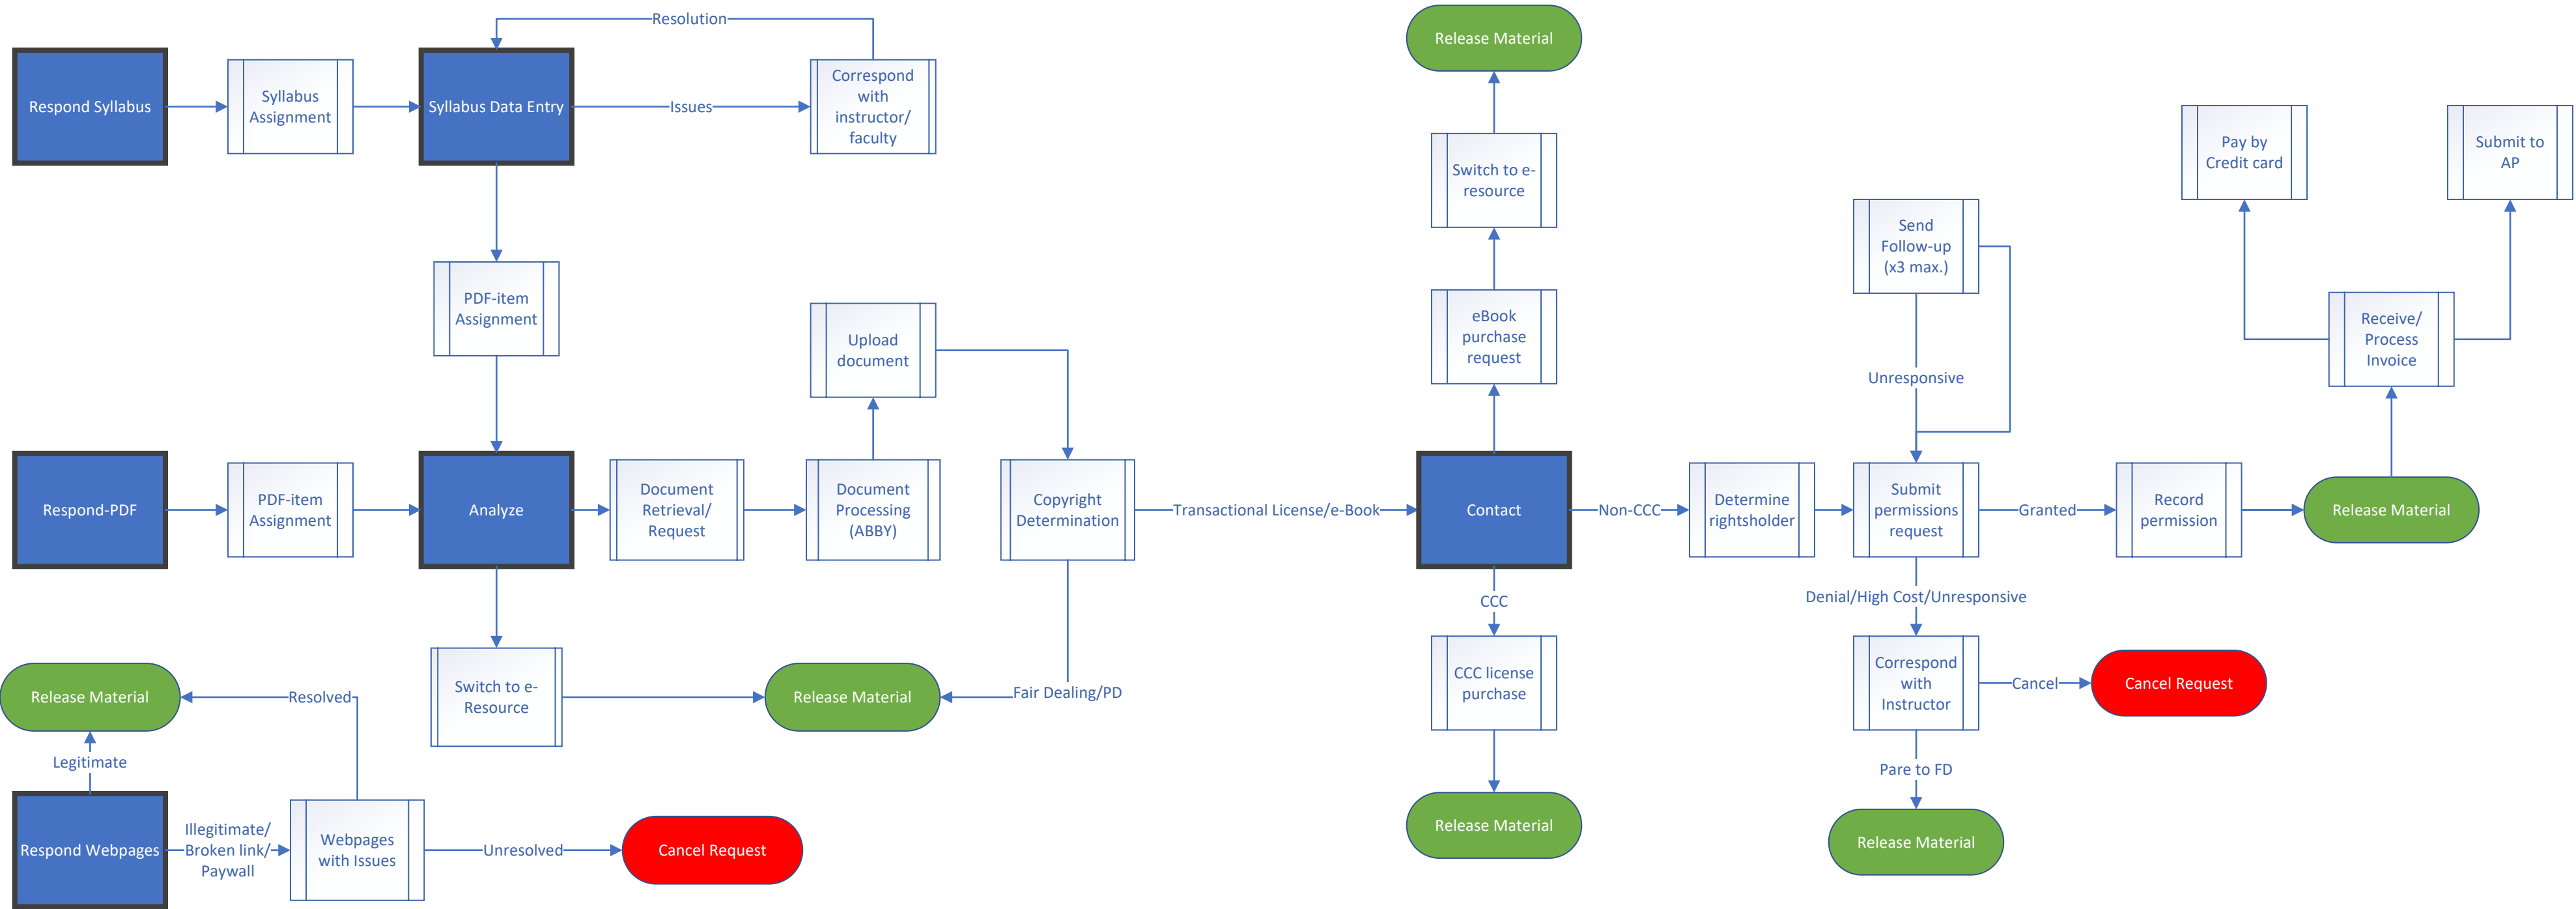 Resolution
Release Material
Respond Syllabus
Syllabus
Assignment
Syllabus Data Entry
Issues
Correspond
with
instructor/
faculty
Switch to e-
resource
Pay by
Credit card
Submit to
AP
Send
Follow-up
(x3 max.)
PDF-item
Assignment
Upload
document
eBook
purchase
request
Receive/
Process
Invoice
Unresponsive
Respond-PDF
PDF-item
Assignment
Analyze
Document
Retrieval/
Request
Document
Processing
(ABBY)
Copyright
Determination
Transactional License/e-Book
Contact
Non-CCC
Determine
rightsholder
Submit
permissions
request
Granted
Record
permission
Release Material
CCC
Denial/High Cost/Unresponsive
Release Material
Resolved
Switch to e-
Resource
Release Material
Fair Dealing/PD
CCC license
purchase
Correspond
with
Instructor
Cancel
Cancel Request
Legitimate
Pare to FD
Respond Webpages
Illegitimate/
Broken link/
Paywall
Webpages
with Issues
Unresolved
Cancel Request
Release Material
Release Material